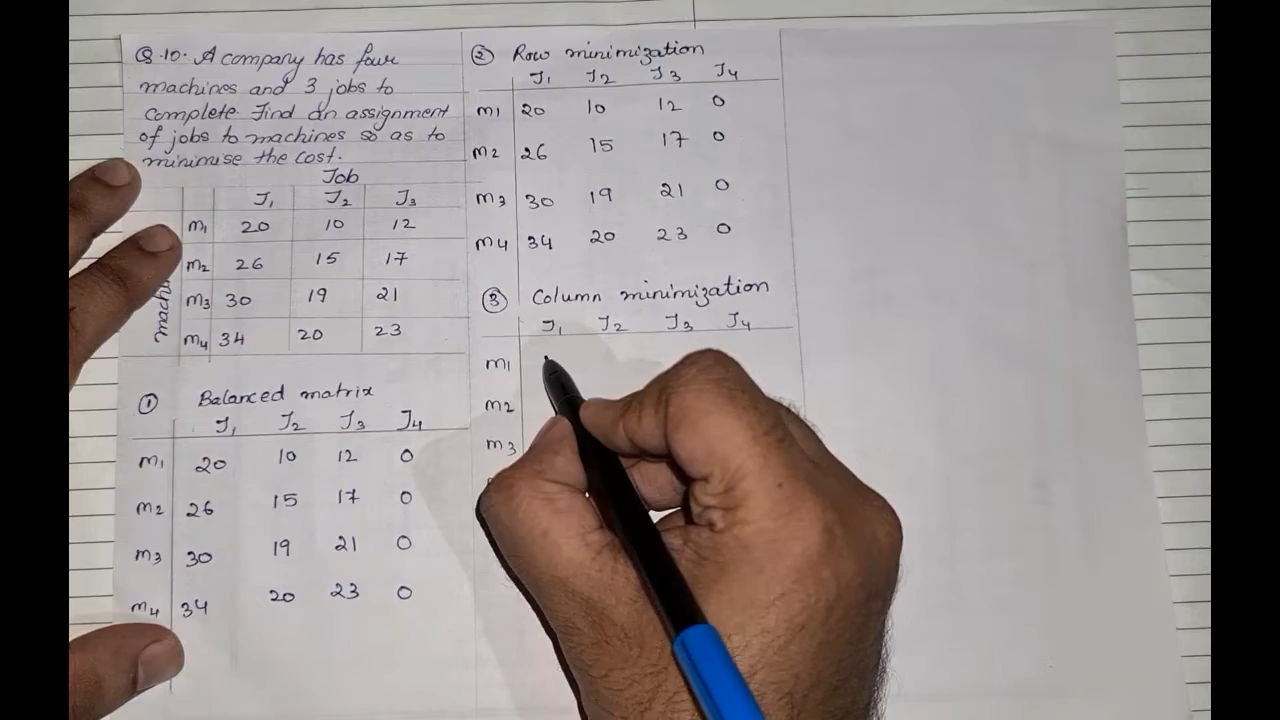 Q.10. A company has four
machines and 3 jobs to
complete. Find an assignment
of jobs to machines so as to
minimise the cost.
Job
J1 J2 J3
machine
m1 20 10 12
m2 26 15 17
m3 30 19 21
m4 34 20 23
① Balanced matrix
J1 J2 J3 J4
m1 20 10 12 0
m2 26 15 17 0
m3 30 19 21 0
m4 34 20 23 0
② Row minimization
J1 J2 J3 J4
m1 20 10 12 0
m2 26 15 17 0
m3 30 19 21 0
m4 34 20 23 0
③ Column minimization
J1 J2 J3 J4
m1
m2
m3